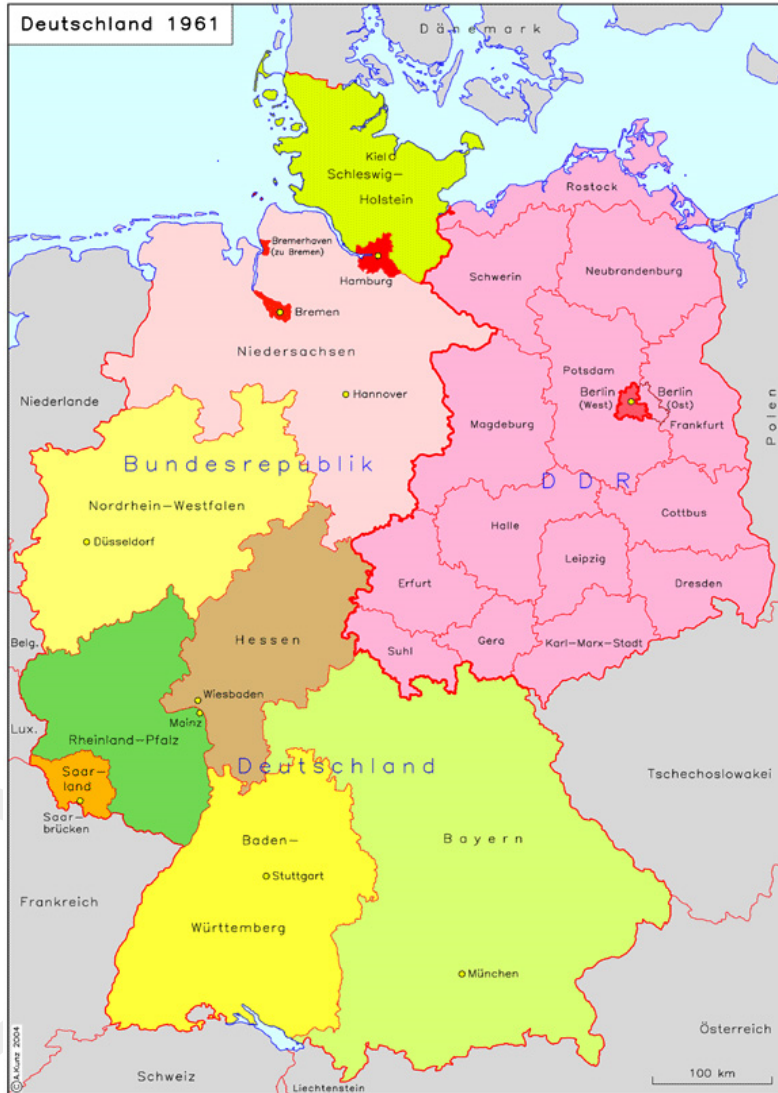 Deutschland 1961
Dänemark
Kiel
Schleswig-
Holstein
Rostock
Bremerhaven
(zu Bremen)
Hamburg
Schwerin
Neubrandenburg
Bremen
Niedersachsen
Potsdam
Niederlande
Hannover
Berlin
(West)
Berlin
(Ost)
Magdeburg
Frankfurt
Polen
Bundesrepublik
D D R
Nordrhein-Westfalen
Düsseldorf
Halle
Cottbus
Leipzig
Erfurt
Dresden
Belg.
Hessen
Suhl
Gera
Karl-Marx-Stadt
Wiesbaden
Mainz
Lux.
Rheinland-Pfalz
Deutschland
Saar-
land
Tschechoslowakei
Saar-
brücken
Baden-
Bayern
Stuttgart
Frankreich
Württemberg
München
Österreich
© A.Kunz 2004
Schweiz
Liechtenstein
100 km